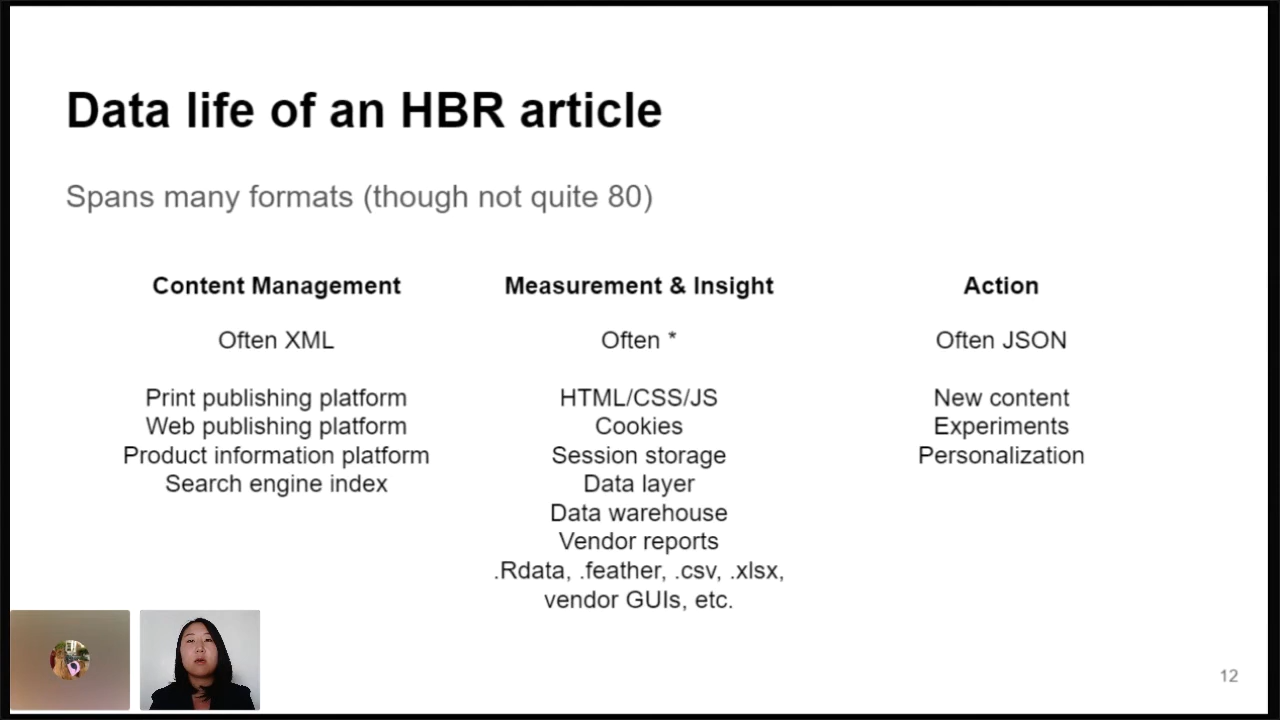 Data life of an HBR article
Spans many formats (though not quite 80)
Content Management
Often XML
Print publishing platform
Web publishing platform
Product information platform
Search engine index
Measurement & Insight
Often *
HTML/CSS/JS
Cookies
Session storage
Data layer
Data warehouse
Vendor reports
.Rdata, .feather, .csv, .xlsx,
vendor GUIs, etc.
Action
Often JSON
New content
Experiments
Personalization
12